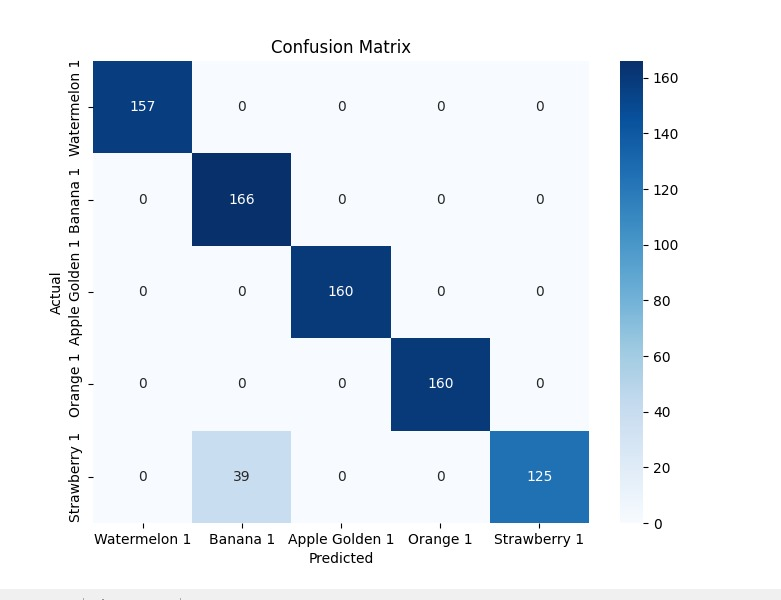 Confusion Matrix
Actual
Watermelon 1
157 0 0 0 0
Banana 1
0 166 0 0 0
Apple Golden 1
0 0 160 0 0
Orange 1
0 0 0 160 0
Strawberry 1
0 39 0 0 125
Watermelon 1 Banana 1 Apple Golden 1 Orange 1 Strawberry 1
Predicted
160
140
120
100
80
60
40
20
0